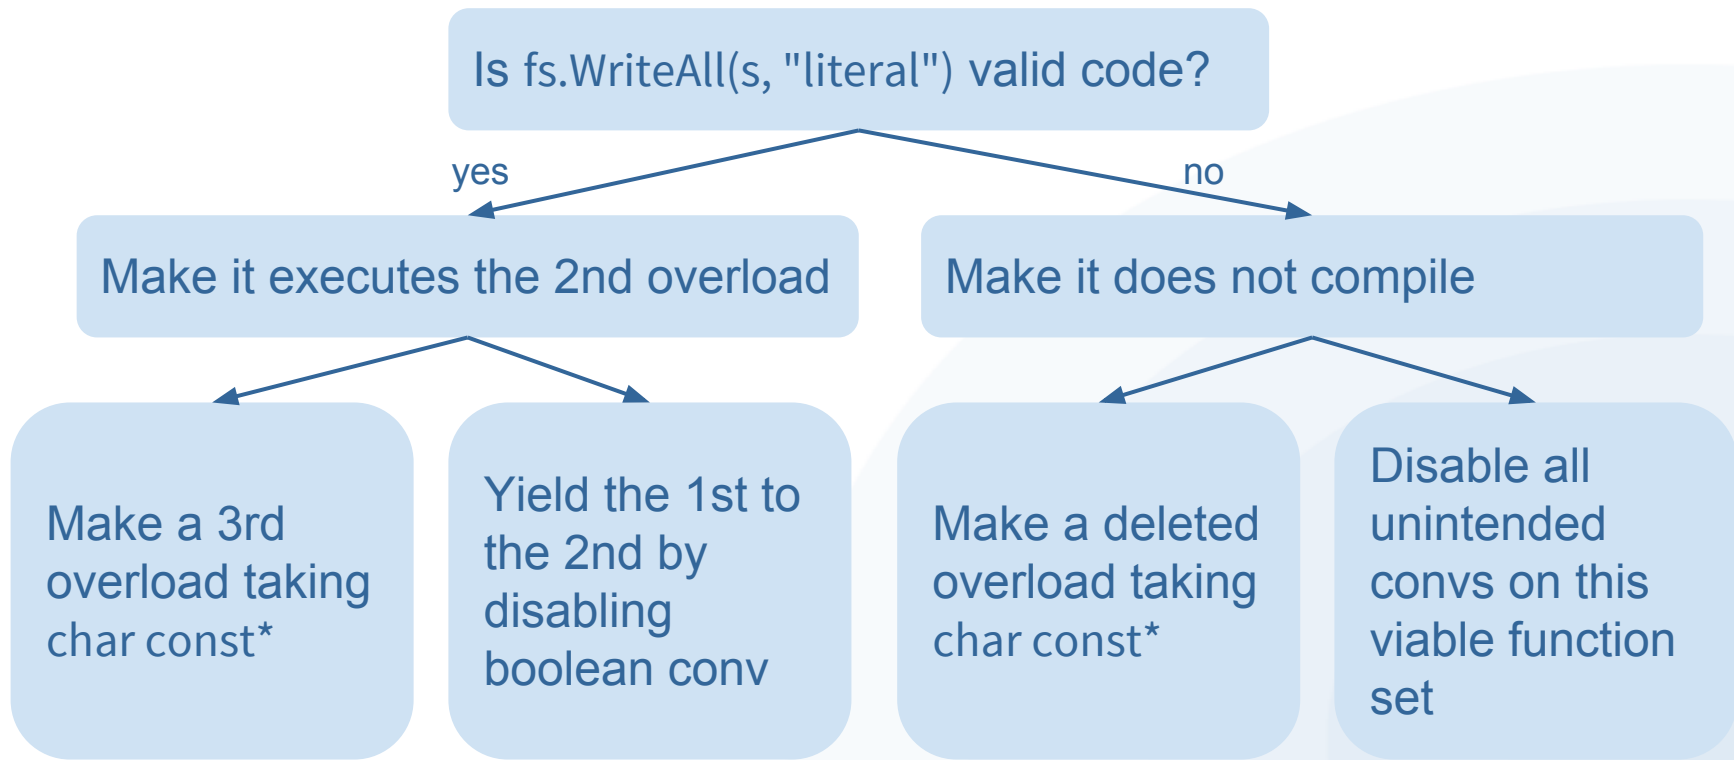 Is fs.WriteAll(s, "literal") valid code?
yes
no
Make it executes the 2nd overload
Make it does not compile
Make a 3rd
overload taking
char const*
Yield the 1st to
the 2nd by
disabling
boolean conv
Make a deleted
overload taking
char const*
Disable all
unintended
convs on this
viable function
set